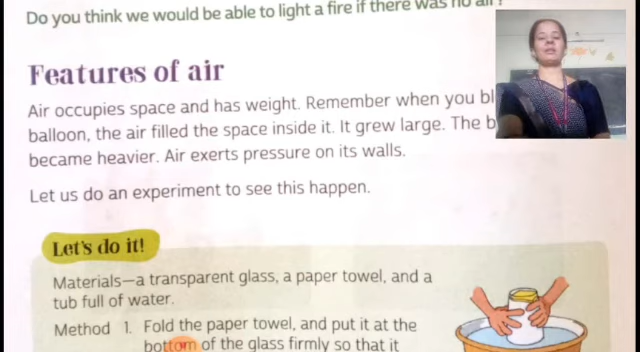 Do you think we would be able to light a fire if there was no air?
Features of air
Air occupies space and has weight. Remember when you bl
balloon, the air filled the space inside it. It grew large. The b
became heavier. Air exerts pressure on its walls.
Let us do an experiment to see this happen.
Let's do it!
Materials—a transparent glass, a paper towel, and a
tub full of water.
Method 1. Fold the paper towel, and put it at the
bottom of the glass firmly so that it